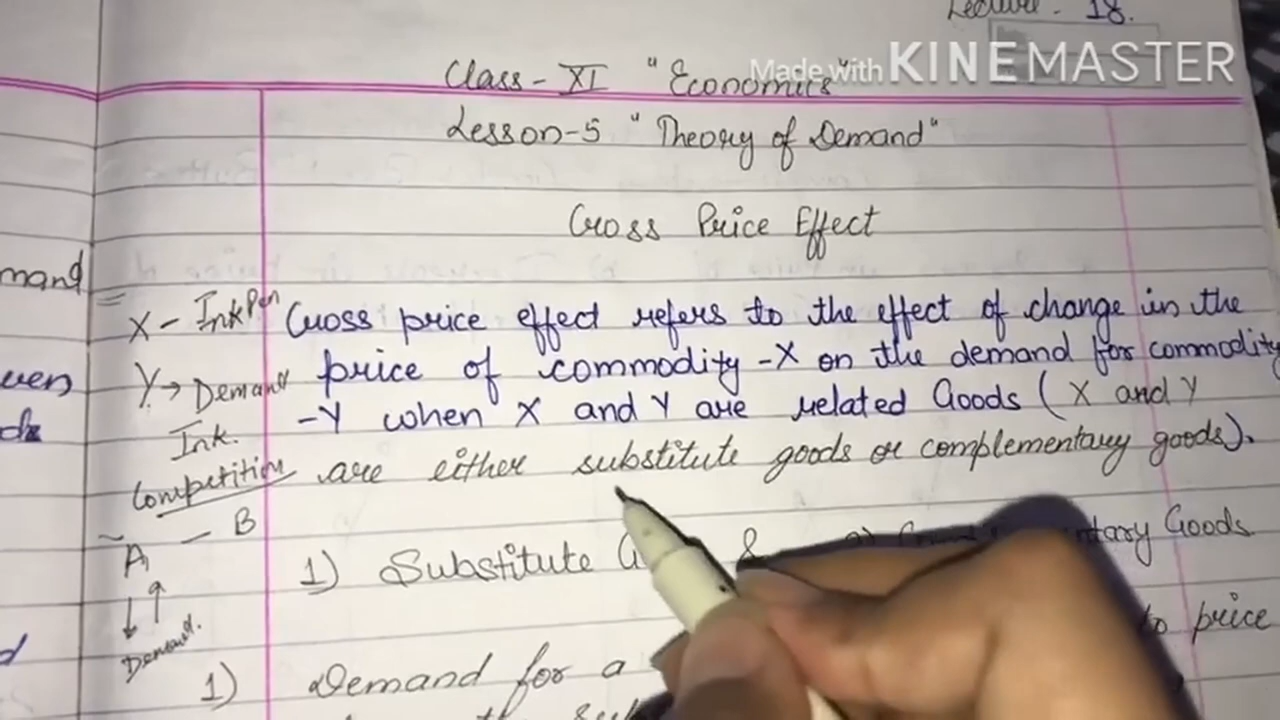 Lecture - 18.
Made with KINEMASTER
Class - XI "Economics"
Lesson-5 "Theory of Demand"
Cross Price Effect
mand
X - Ink Pen
Cross price effect refers to the effect of change in the
Y → Demand
price of commodity -X on the demand for commodity
-Y when X and Y are related Goods ( X and Y
Ink.
are either substitute goods or complementary goods).
Competition
A - B
Demand.
1) Substitute & Goods
to price
1) Demand for a